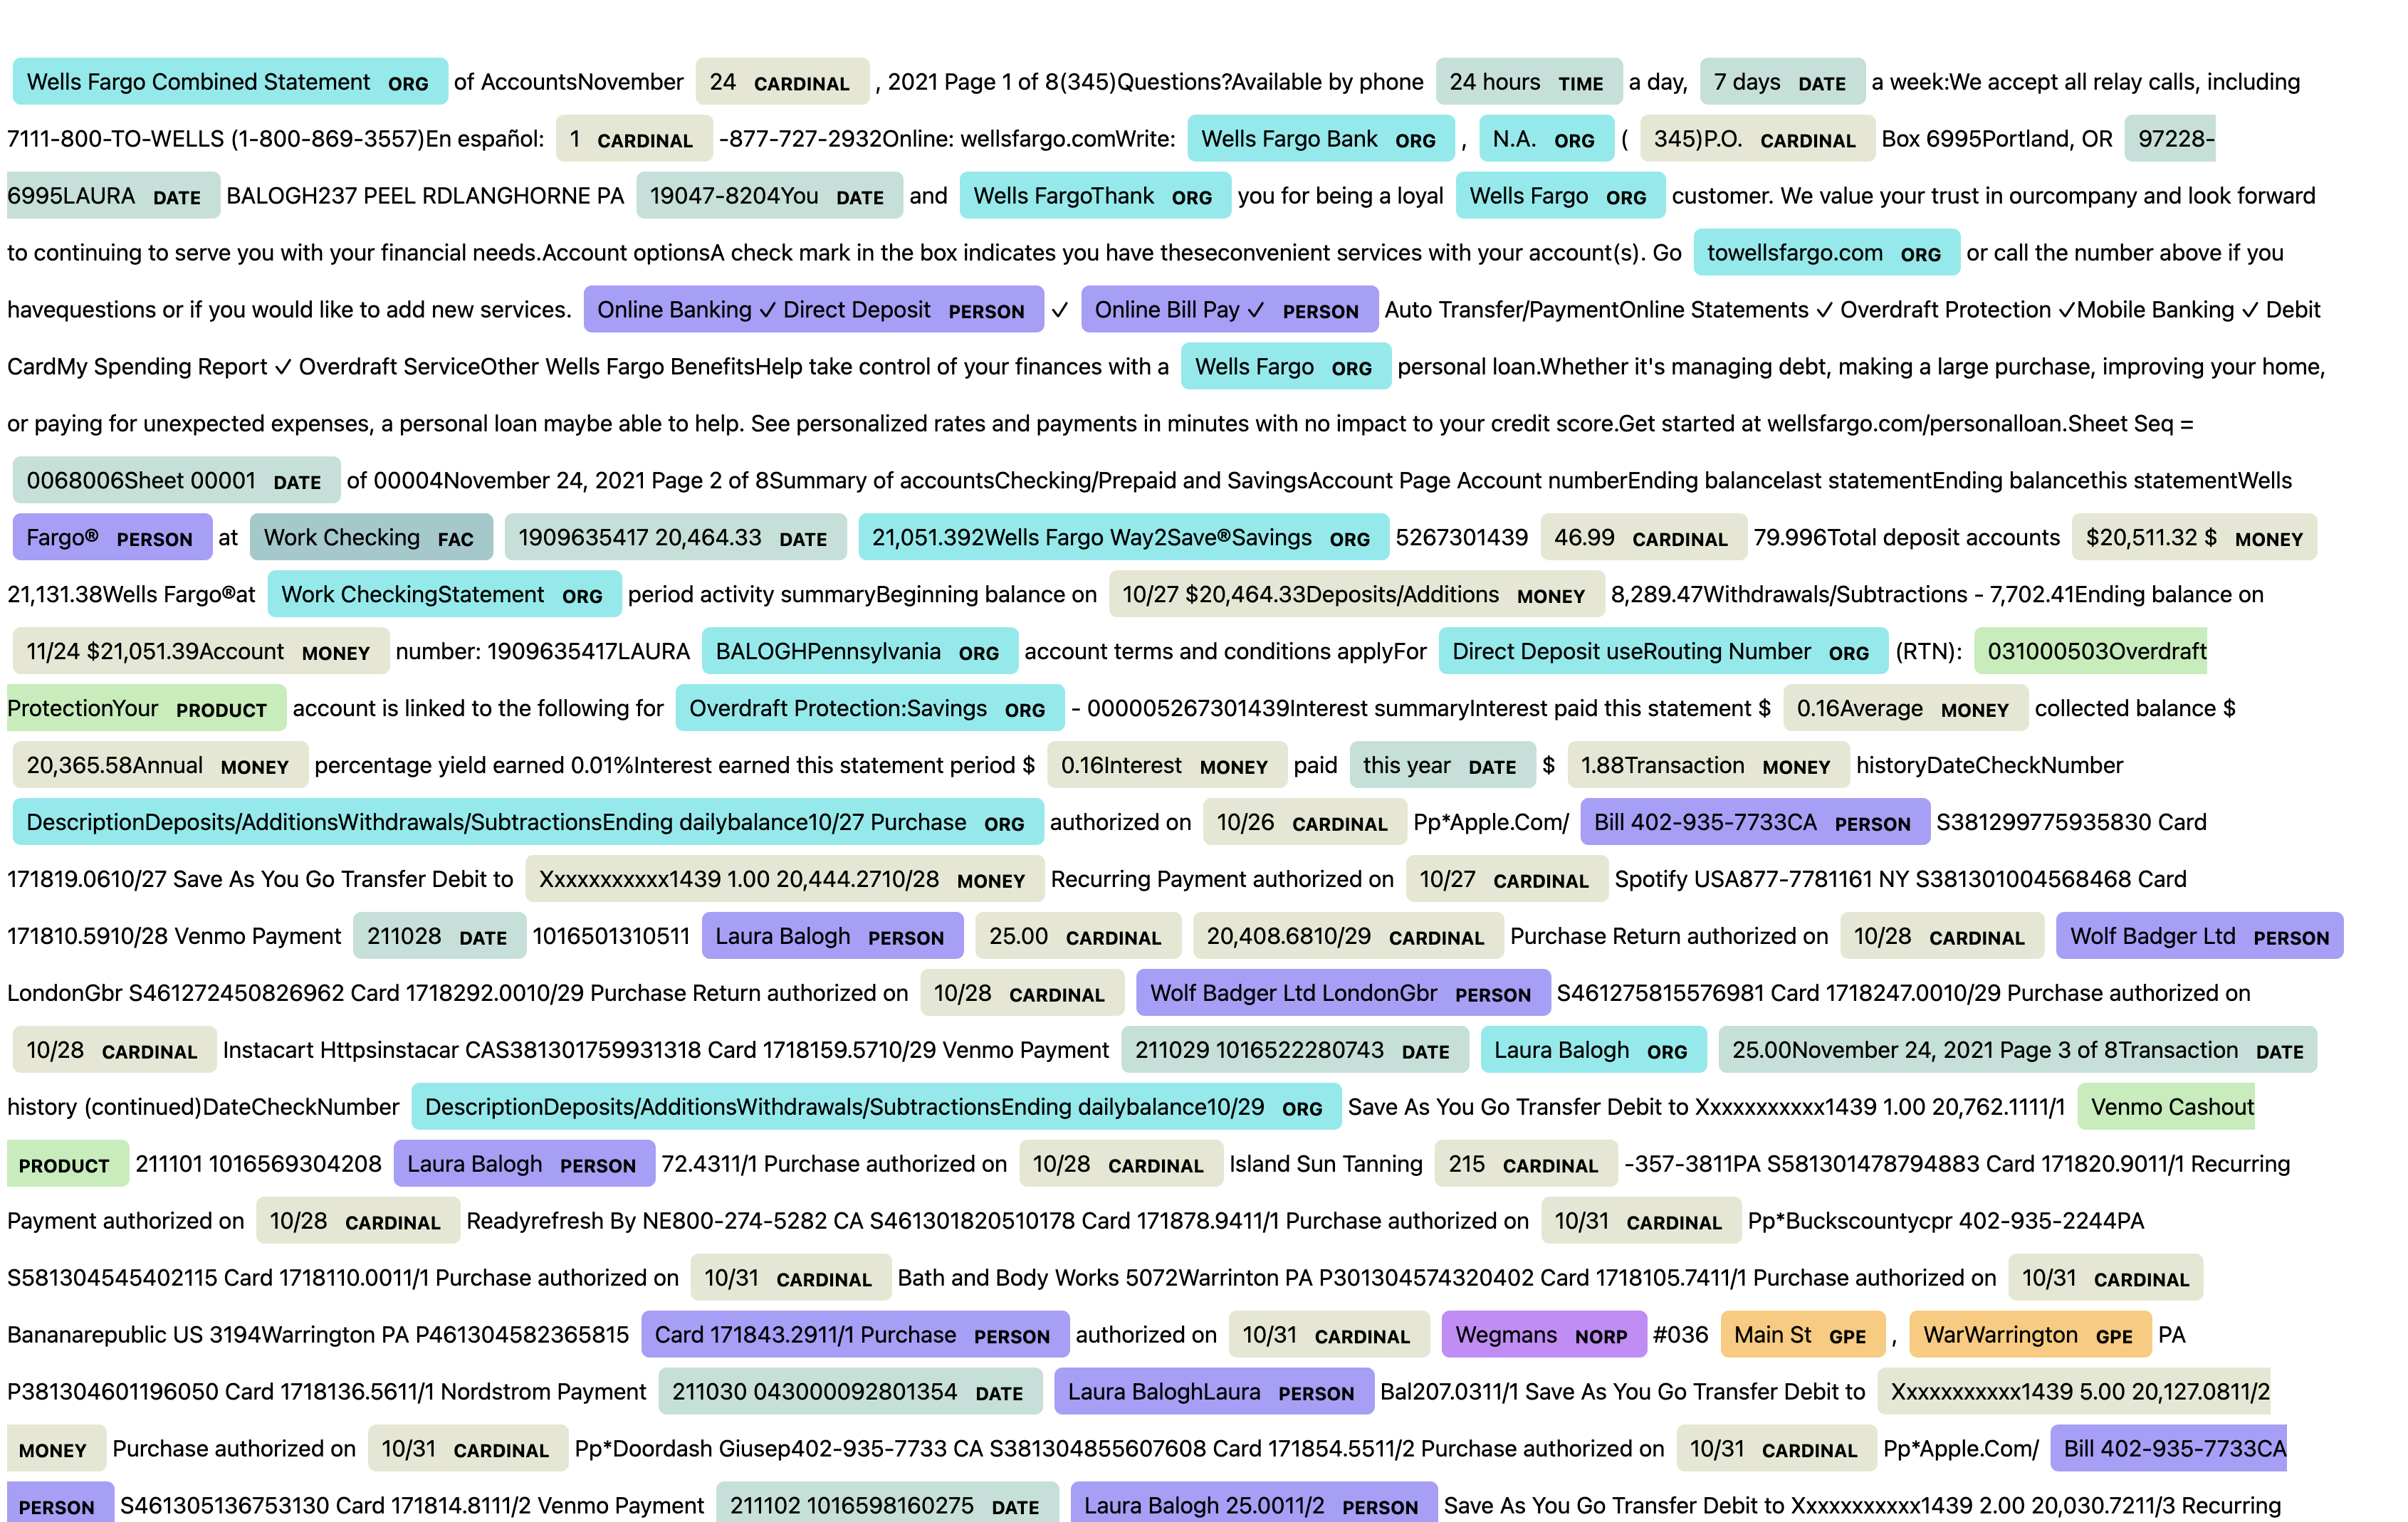 Wells Fargo Combined Statement ORG of AccountsNovember 24 CARDINAL , 2021 Page 1 of 8(345)Questions?Available by phone 24 hours TIME a day, 7 days DATE a week:We accept all relay calls, including
7111-800-TO-WELLS (1-800-869-3557)En español: 1 CARDINAL -877-727-2932Online: wellsfargo.comWrite: Wells Fargo Bank ORG , N.A. ORG ( 345)P.O. CARDINAL Box 6995Portland, OR 97228-
6995LAURA DATE BALOGH237 PEEL RDLANGHORNE PA 19047-8204You DATE and Wells FargoThank ORG you for being a loyal Wells Fargo ORG customer. We value your trust in ourcompany and look forward
to continuing to serve you with your financial needs.Account optionsA check mark in the box indicates you have theseconvenient services with your account(s). Go towellsfargo.com ORG or call the number above if you
havequestions or if you would like to add new services. Online Banking ✓ Direct Deposit PERSON ✓ Online Bill Pay ✓ PERSON Auto Transfer/PaymentOnline Statements ✓ Overdraft Protection ✓Mobile Banking ✓ Debit
CardMy Spending Report ✓ Overdraft ServiceOther Wells Fargo BenefitsHelp take control of your finances with a Wells Fargo ORG personal loan.Whether it's managing debt, making a large purchase, improving your home,
or paying for unexpected expenses, a personal loan maybe able to help. See personalized rates and payments in minutes with no impact to your credit score.Get started at wellsfargo.com/personalloan.Sheet Seq =
0068006Sheet 00001 DATE of 00004November 24, 2021 Page 2 of 8Summary of accountsChecking/Prepaid and SavingsAccount Page Account numberEnding balancelast statementEnding balancethis statementWells
Fargo® PERSON at Work Checking FAC 1909635417 20,464.33 DATE 21,051.392Wells Fargo Way2Save®Savings ORG 5267301439 46.99 CARDINAL 79.996Total deposit accounts $20,511.32 $ MONEY
21,131.38Wells Fargo®at Work CheckingStatement ORG period activity summaryBeginning balance on 10/27 $20,464.33Deposits/Additions MONEY 8,289.47Withdrawals/Subtractions - 7,702.41Ending balance on
11/24 $21,051.39Account MONEY number: 1909635417LAURA BALOGHPennsylvania ORG account terms and conditions applyFor Direct Deposit useRouting Number ORG (RTN): 031000503Overdraft
ProtectionYour PRODUCT account is linked to the following for Overdraft Protection:Savings ORG - 000005267301439Interest summaryInterest paid this statement $ 0.16Average MONEY collected balance $
20,365.58Annual MONEY percentage yield earned 0.01%Interest earned this statement period $ 0.16Interest MONEY paid this year DATE $ 1.88Transaction MONEY historyDateCheckNumber
DescriptionDeposits/AdditionsWithdrawals/SubtractionsEnding dailybalance10/27 Purchase ORG authorized on 10/26 CARDINAL Pp*Apple.Com/ Bill 402-935-7733CA PERSON S381299775935830 Card
171819.0610/27 Save As You Go Transfer Debit to Xxxxxxxxxxx1439 1.00 20,444.2710/28 MONEY Recurring Payment authorized on 10/27 CARDINAL Spotify USA877-7781161 NY S381301004568468 Card
171810.5910/28 Venmo Payment 211028 DATE 1016501310511 Laura Balogh PERSON 25.00 CARDINAL 20,408.6810/29 CARDINAL Purchase Return authorized on 10/28 CARDINAL Wolf Badger Ltd PERSON
LondonGbr S461272450826962 Card 1718292.0010/29 Purchase Return authorized on 10/28 CARDINAL Wolf Badger Ltd LondonGbr PERSON S461275815576981 Card 1718247.0010/29 Purchase authorized on
10/28 CARDINAL Instacart Httpsinstacar CAS381301759931318 Card 1718159.5710/29 Venmo Payment 211029 1016522280743 DATE Laura Balogh ORG 25.00November 24, 2021 Page 3 of 8Transaction DATE
history (continued)DateCheckNumber DescriptionDeposits/AdditionsWithdrawals/SubtractionsEnding dailybalance10/29 ORG Save As You Go Transfer Debit to Xxxxxxxxxxx1439 1.00 20,762.1111/1 Venmo Cashout
PRODUCT 211101 1016569304208 Laura Balogh PERSON 72.4311/1 Purchase authorized on 10/28 CARDINAL Island Sun Tanning 215 CARDINAL -357-3811PA S581301478794883 Card 171820.9011/1 Recurring
Payment authorized on 10/28 CARDINAL Readyrefresh By NE800-274-5282 CA S461301820510178 Card 171878.9411/1 Purchase authorized on 10/31 CARDINAL Pp*Buckscountycpr 402-935-2244PA
S581304545402115 Card 1718110.0011/1 Purchase authorized on 10/31 CARDINAL Bath and Body Works 5072Warrinton PA P301304574320402 Card 1718105.7411/1 Purchase authorized on 10/31 CARDINAL
Bananarepublic US 3194Warrington PA P461304582365815 Card 171843.2911/1 Purchase PERSON authorized on 10/31 CARDINAL Wegmans NORP #036 Main St GPE , WarWarrington GPE PA
P381304601196050 Card 1718136.5611/1 Nordstrom Payment 211030 043000092801354 DATE Laura BaloghLaura PERSON Bal207.0311/1 Save As You Go Transfer Debit to Xxxxxxxxxxx1439 5.00 20,127.0811/2
MONEY Purchase authorized on 10/31 CARDINAL Pp*Doordash Giusep402-935-7733 CA S381304855607608 Card 171854.5511/2 Purchase authorized on 10/31 CARDINAL Pp*Apple.Com/ Bill 402-935-7733CA
PERSON S461305136753130 Card 171814.8111/2 Venmo Payment 211102 1016598160275 DATE Laura Balogh 25.0011/2 PERSON Save As You Go Transfer Debit to Xxxxxxxxxxx1439 2.00 20,030.7211/3 Recurring